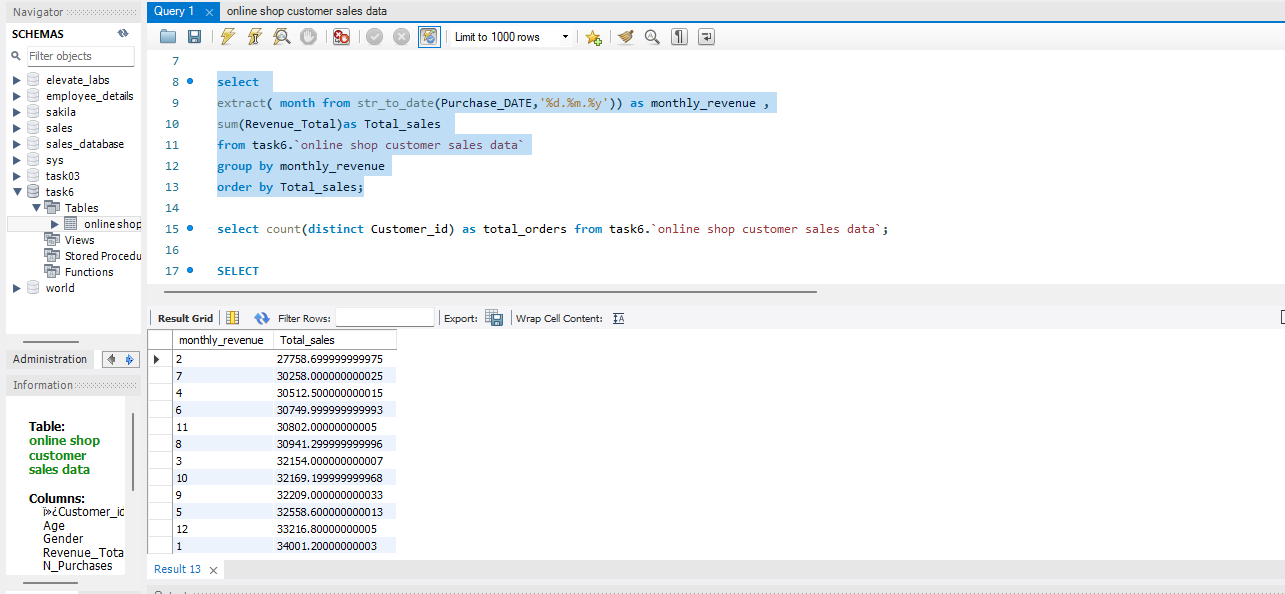 Navigator
Query 1
online shop customer sales data
SCHEMAS
Limit to 1000 rows
Filter objects
elevate_labs
employee_details
sakila
sales
sales_database
sys
task03
task6
Tables
online shop
Views
Stored Procedu
Functions
world
7
8 select
9 extract( month from str_to_date(Purchase_DATE,'%d.%m.%y')) as monthly_revenue ,
10 sum(Revenue_Total)as Total_sales
11 from task6.`online shop customer sales data`
12 group by monthly_revenue
13 order by Total_sales;
14
15 select count(distinct Customer_id) as total_orders from task6.`online shop customer sales data`;
16
17 SELECT
Result Grid Filter Rows: Export: Wrap Cell Content:
monthly_revenue Total_sales
2 27758.699999999975
7 30258.000000000025
4 30512.500000000015
6 30749.999999999993
11 30802.00000000005
8 30941.299999999996
3 32154.000000000007
10 32169.199999999968
9 32209.000000000033
5 32558.600000000013
12 33216.80000000005
1 34001.20000000003
Administration
Information
Table:
online shop
customer
sales data
Columns:
ï»¿Customer_id
Age
Gender
Revenue_Tota
N_Purchases
Result 13